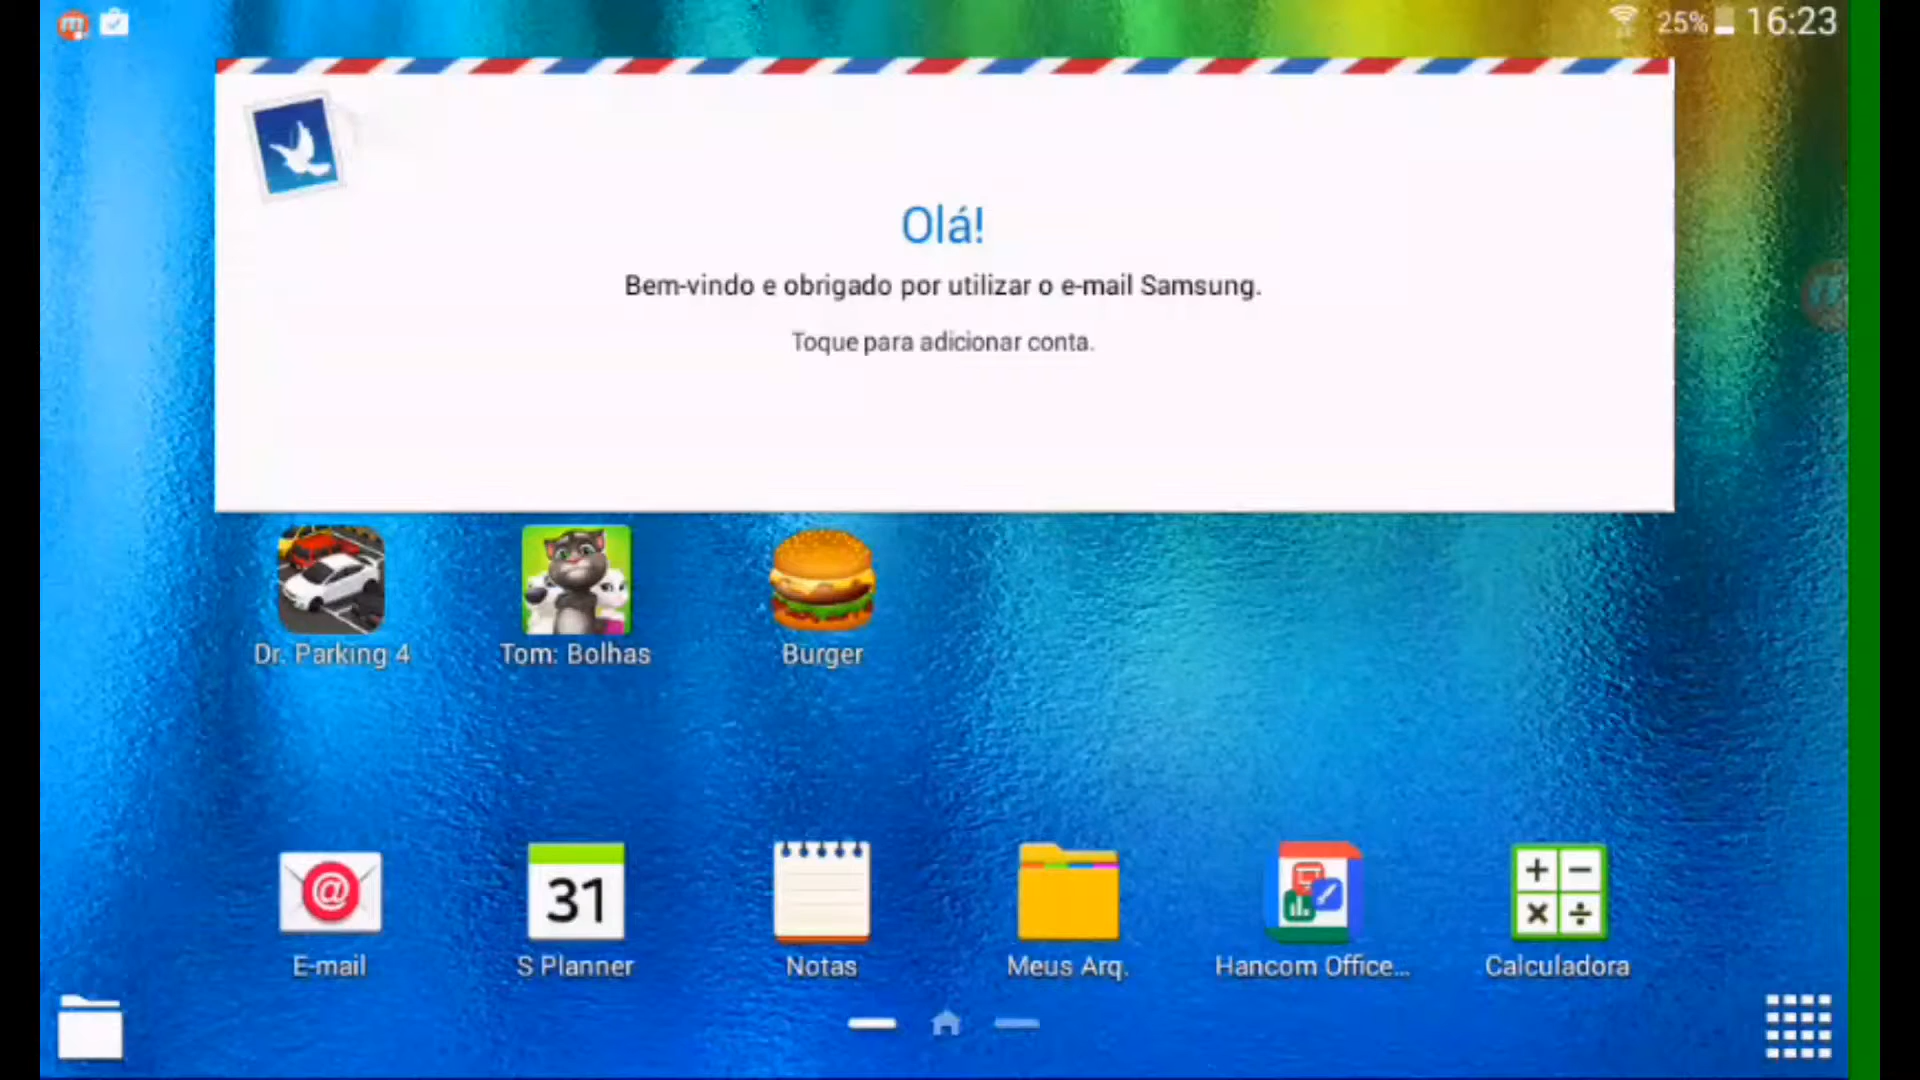 25% 16:23
Olá!
Bem-vindo e obrigado por utilizar o e-mail Samsung.
Toque para adicionar conta.
Dr. Parking 4 Tom: Bolhas Burger
@ 31 + − × ÷
E-mail S Planner Notas Meus Arq. Hancom Office... Calculadora